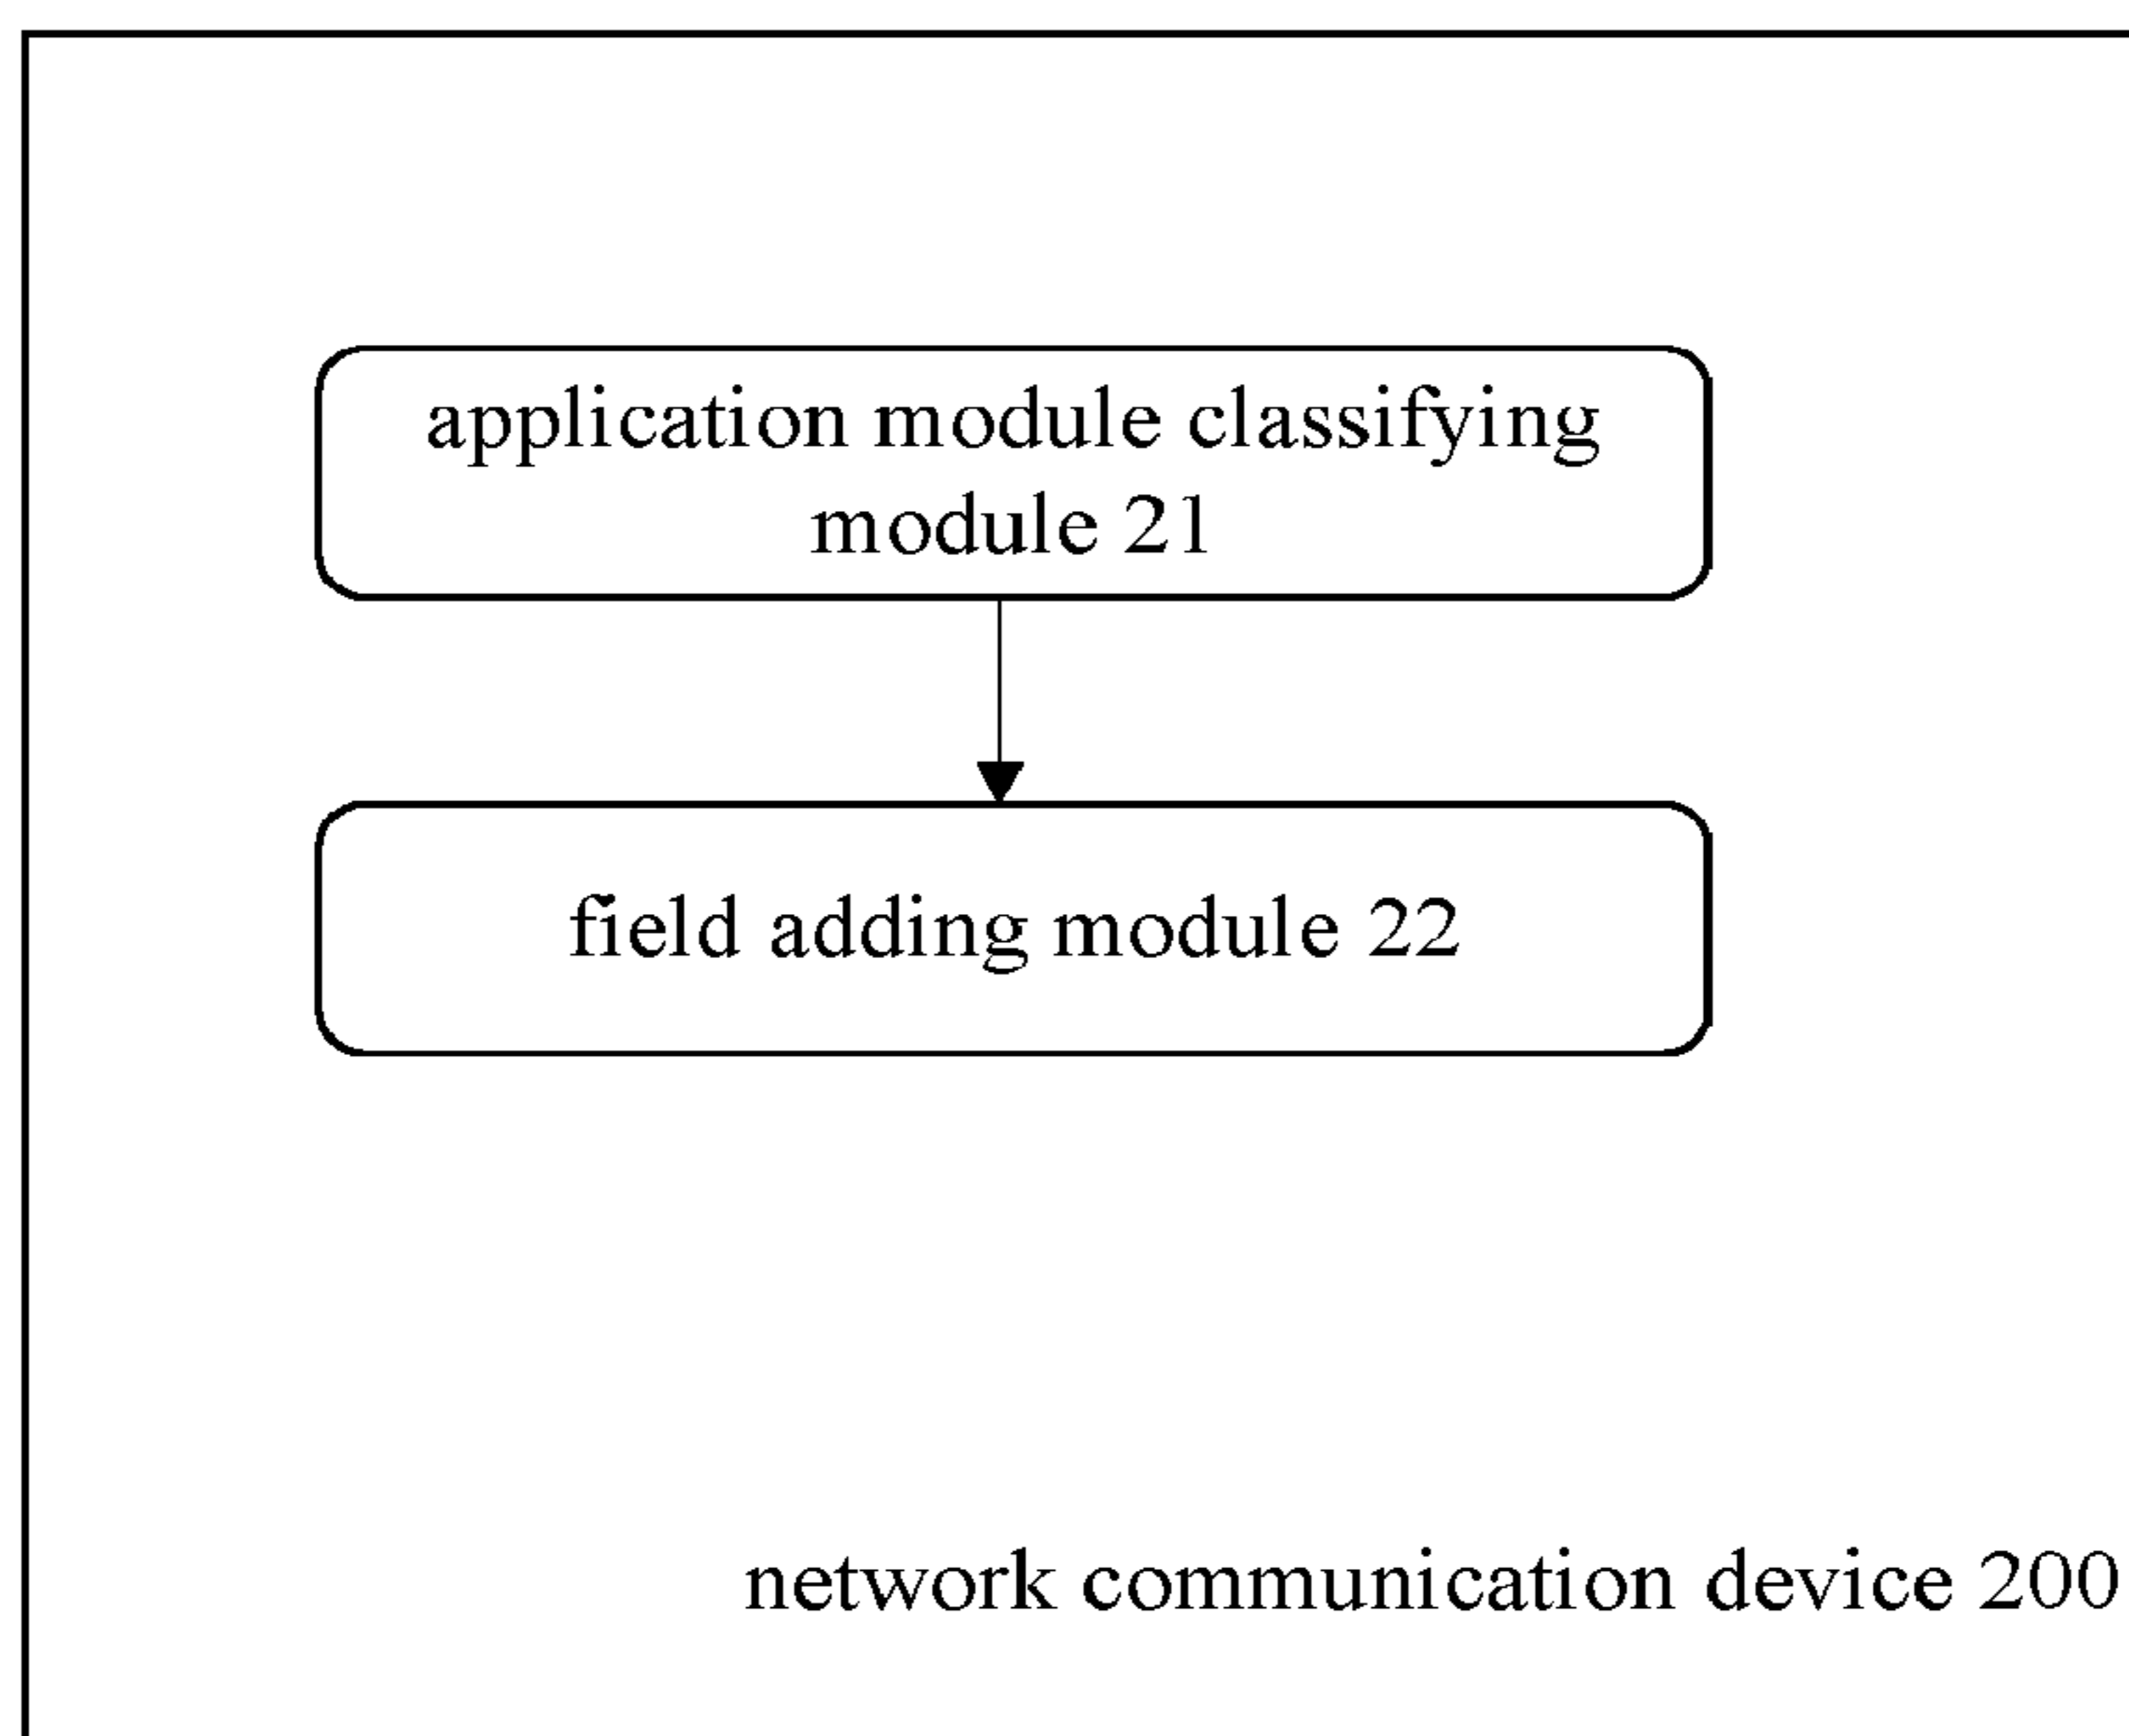 application module classifying
module 21
field adding module 22
network communication device 200